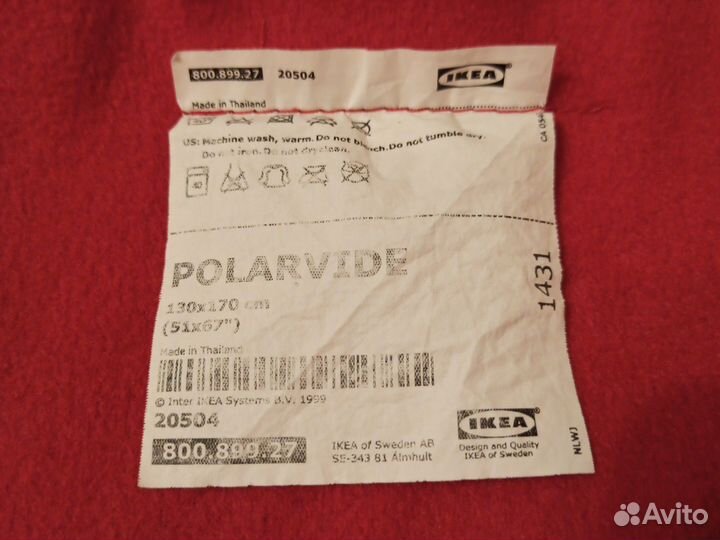 800.899.27 20504 IKEA
Made in Thailand
US: Machine wash, warm. Do not bleach. Do not tumble dry.
Do not iron. Do not dryclean.
40
POLARVIDE
130x170 cm
(51x67")
Made in Thailand
© Inter IKEA Systems B.V. 1999
20504
800.899.27
IKEA of Sweden AB
SE-343 81 Älmhult
IKEA
Design and Quality
IKEA of Sweden
1431
NLWJ
Avito